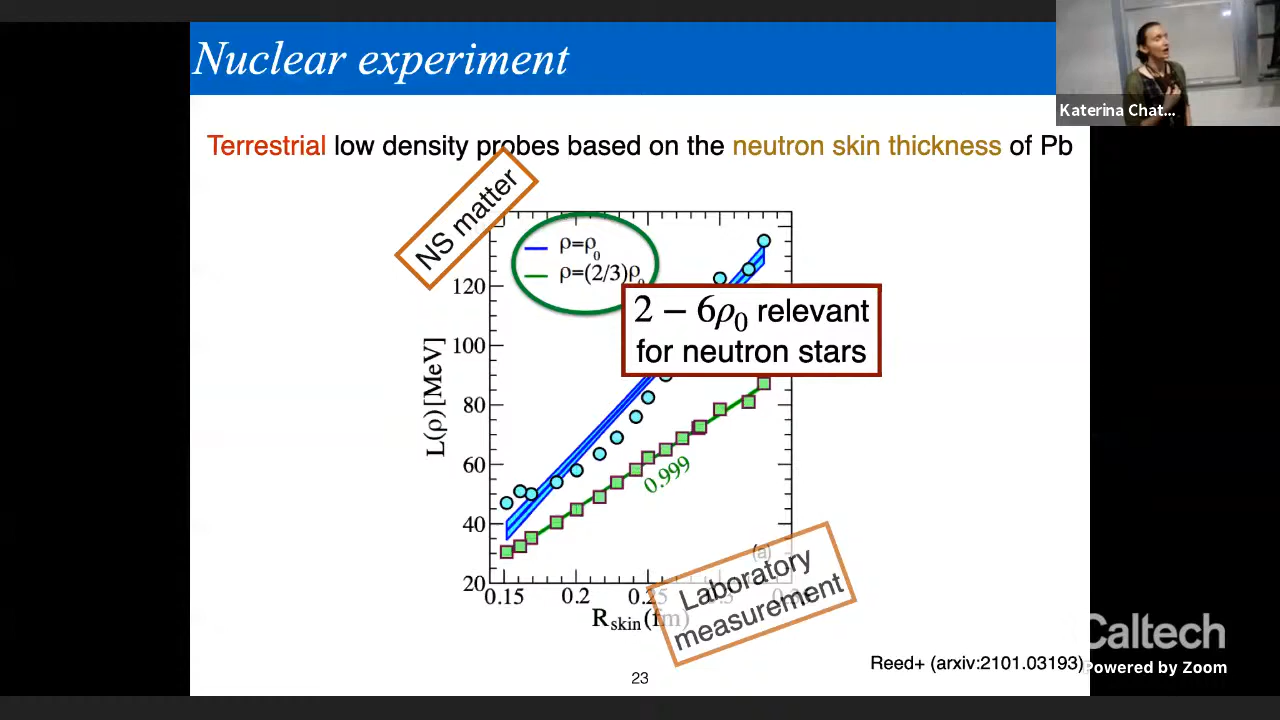 Nuclear experiment
Katerina Chat...
Terrestrial low density probes based on the neutron skin thickness of Pb
NS matter
ρ=ρ₀
ρ=(2/3)ρ₀
2 − 6ρ₀ relevant
for neutron stars
L(ρ) [MeV]
120
100
80
60
40
20
0.999
(a)
Laboratory
measurement
0.15
0.2
0.25
R skin (fm)
Caltech
Powered by Zoom
Reed+ (arxiv:2101.03193)
23